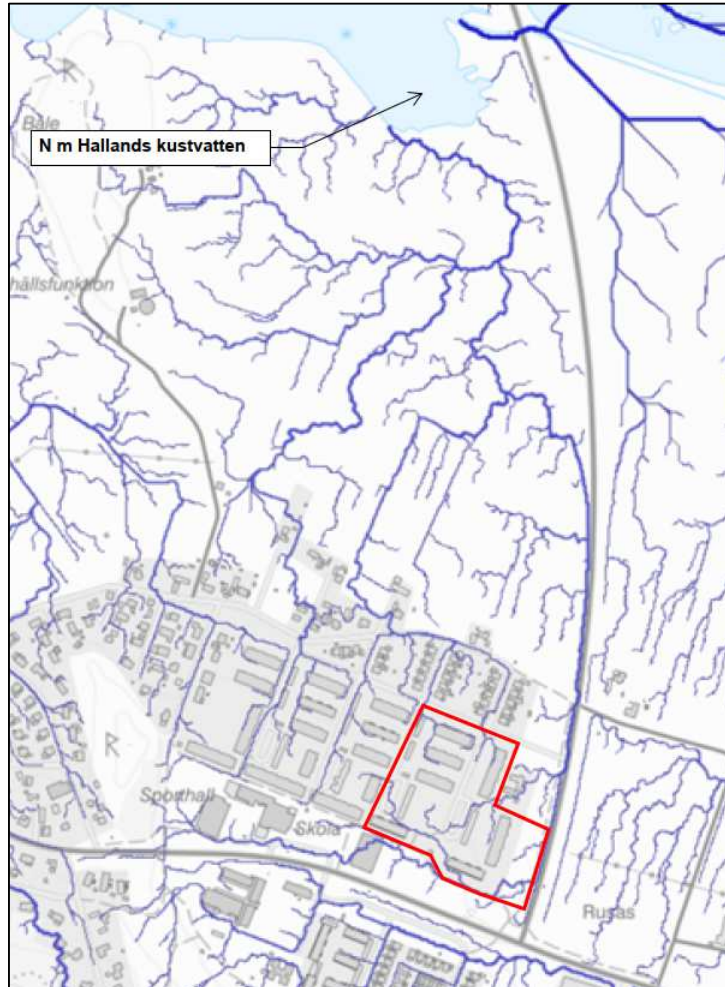 Båle
N m Hallands kustvatten
hällsfunktion
Sporthall
Skola
Rusas